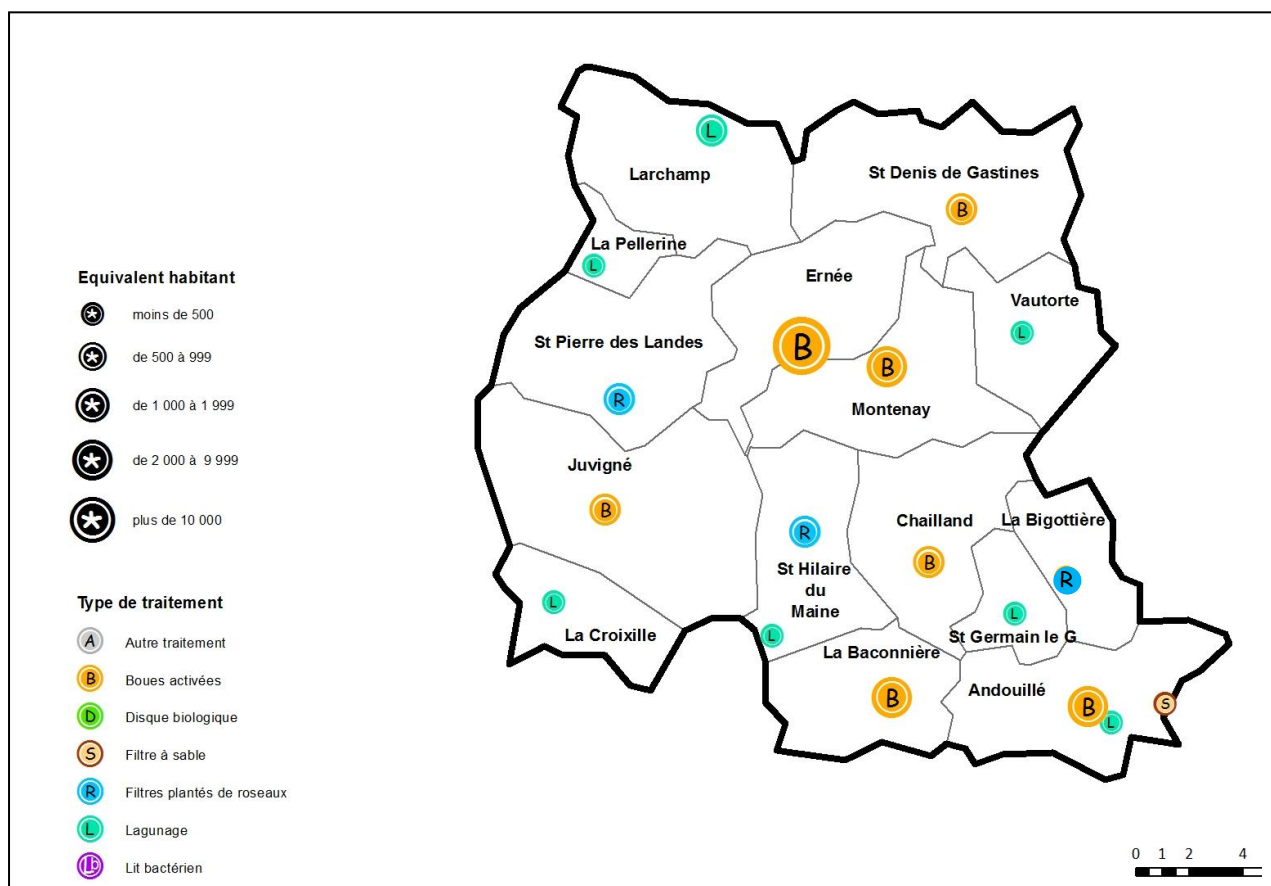 Equivalent habitant
moins de 500
de 500 à 999
de 1 000 à 1 999
de 2 000 à 9 999
plus de 10 000
Type de traitement
A Autre traitement
B Boues activées
D Disque biologique
S Filtre à sable
R Filtres plantés de roseaux
L Lagunage
Lb Lit bactérien
L
Larchamp
St Denis de Gastines
B
La Pellerine
L
Ernée
Vautorte
L
St Pierre des Landes
B
B
R
Montenay
Juvigné
B
Chailland
La Bigottière
R
B
R
St Hilaire
du
Maine
L
La Croixille
L
L
St Germain le G
La Baconnière
B
Andouillé
B
L
S
0 1 2 4